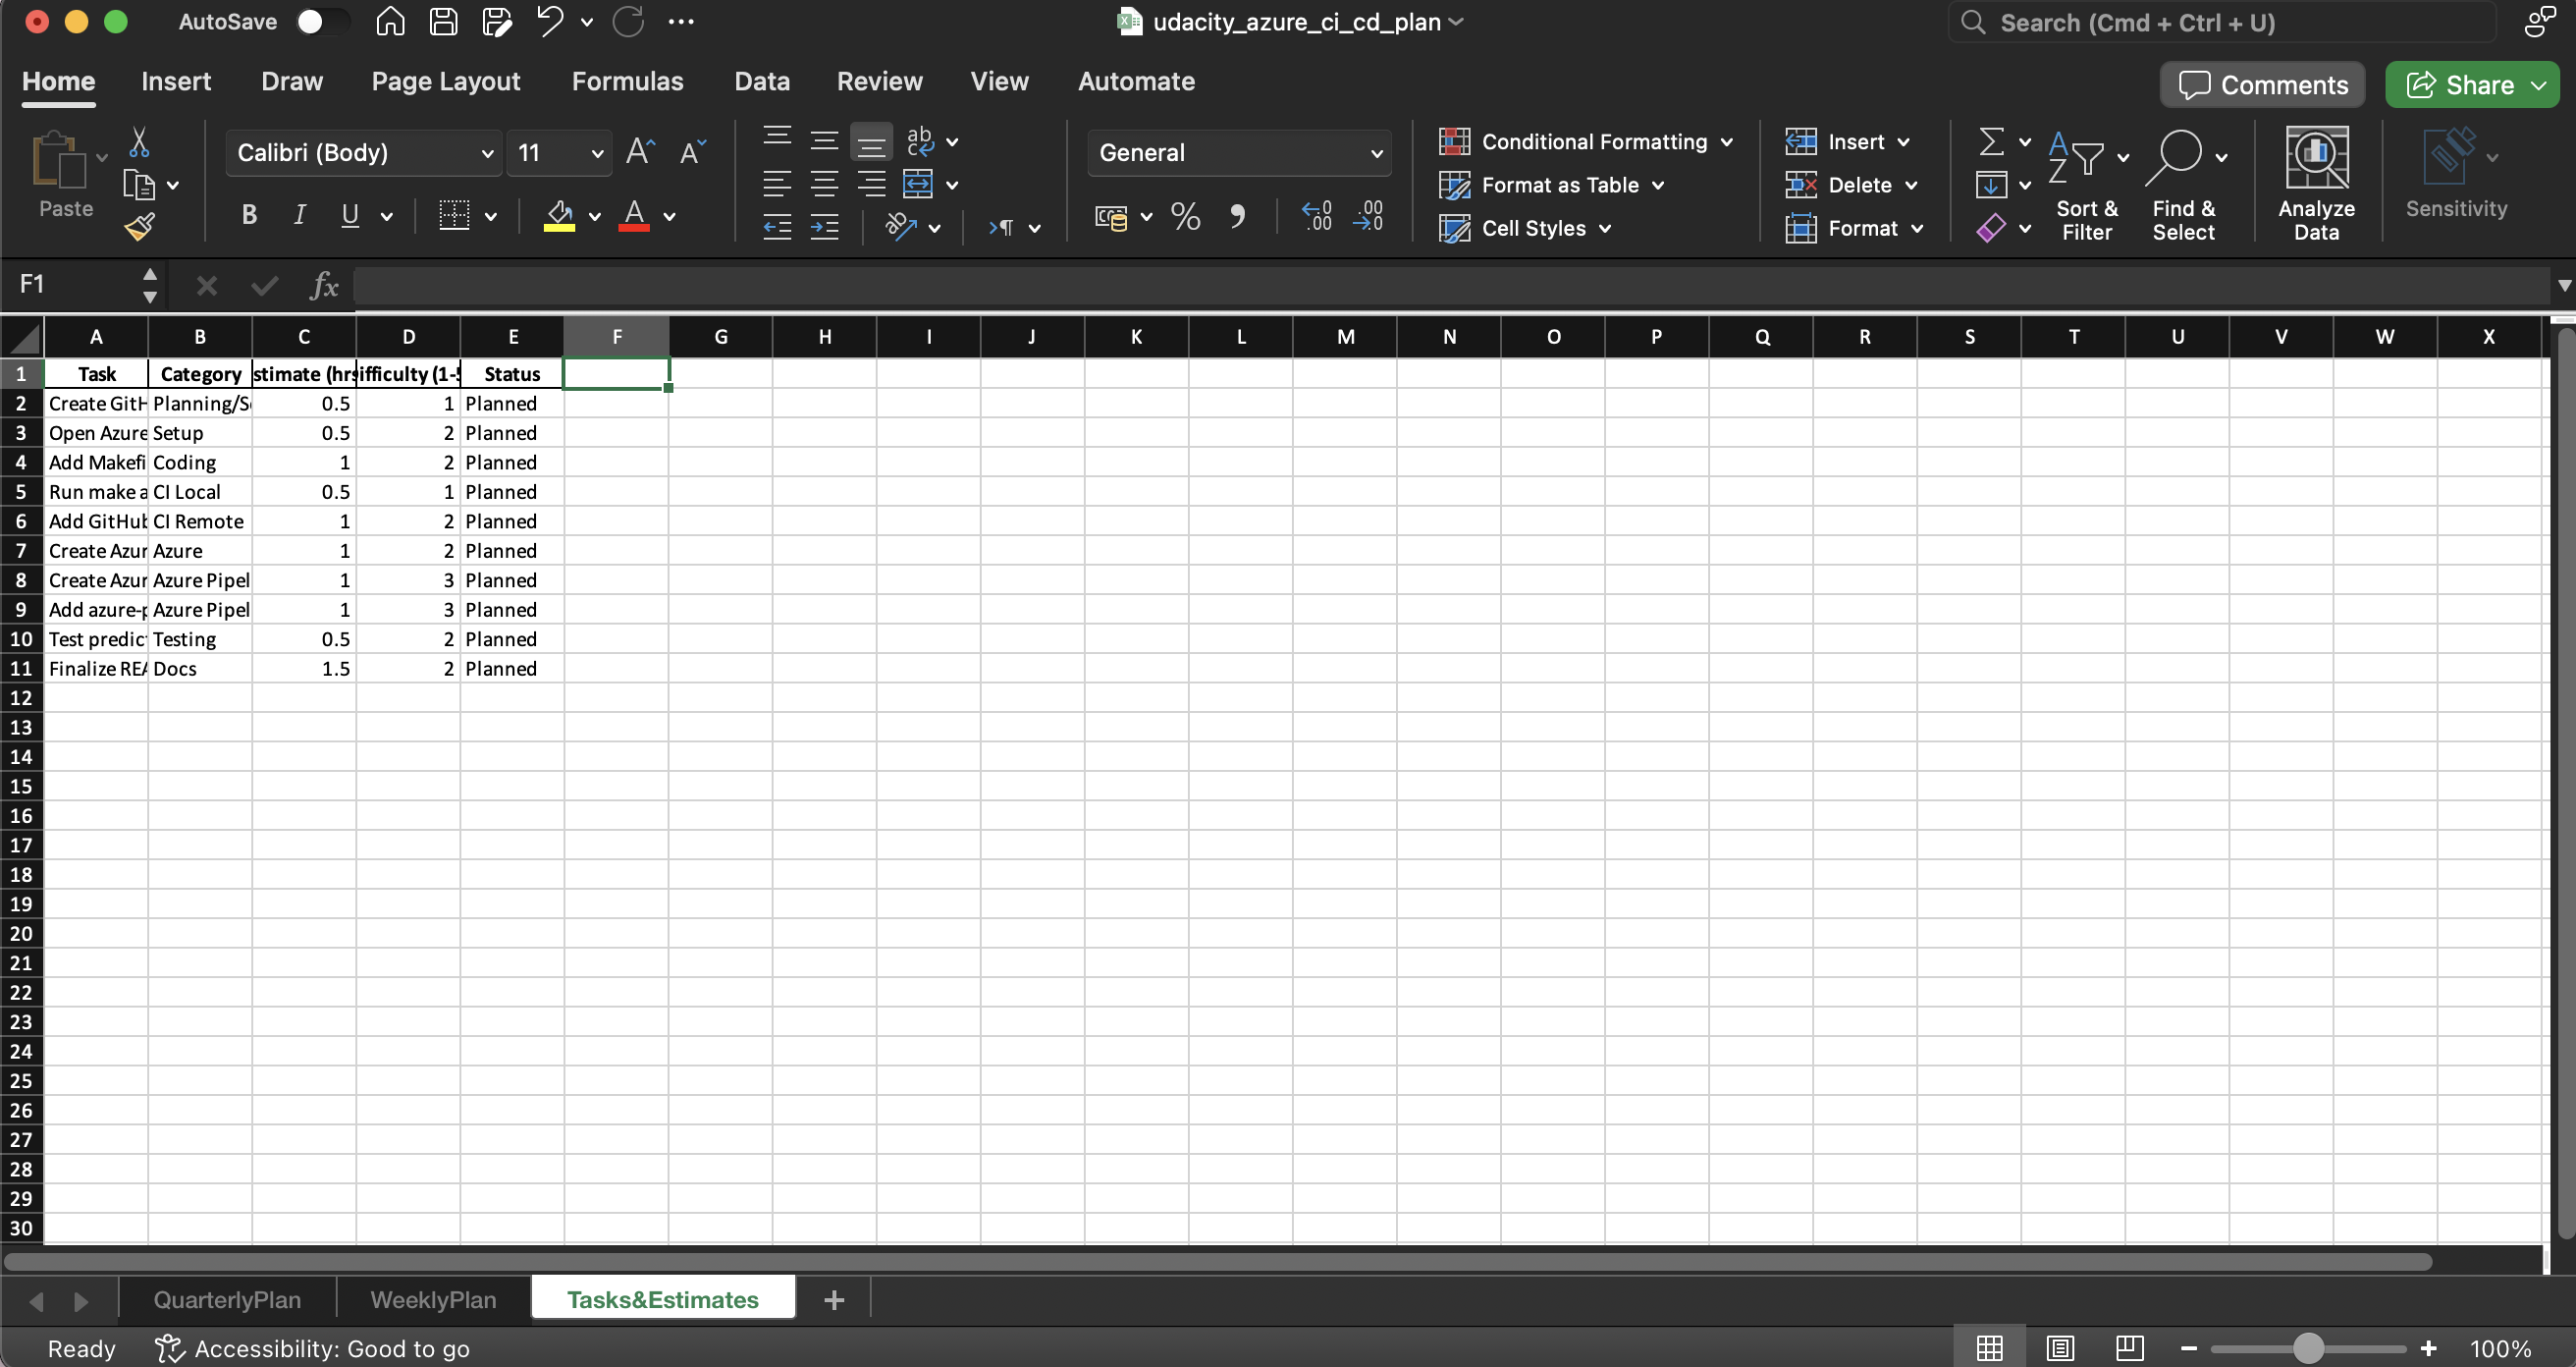 AutoSave
udacity_azure_ci_cd_plan
Search (Cmd + Ctrl + U)
Home Insert Draw Page Layout Formulas Data Review View Automate
Comments Share
Paste
Calibri (Body) 11
B I U
General
Conditional Formatting
Format as Table
Cell Styles
Insert
Delete
Format
Sort & Filter
Find & Select
Analyze Data
Sensitivity
F1 fx
A B C D E F G H I J K L M N O P Q R S T U V W X
1 Task Category stimate (hrs ifficulty (1-5 Status
2 Create GitH Planning/S 0.5 1 Planned
3 Open Azure Setup 0.5 2 Planned
4 Add Makefi Coding 1 2 Planned
5 Run make a CI Local 0.5 1 Planned
6 Add GitHub CI Remote 1 2 Planned
7 Create Azur Azure 1 2 Planned
8 Create Azur Azure Pipel 1 3 Planned
9 Add azure-p Azure Pipel 1 3 Planned
10 Test predic Testing 0.5 2 Planned
11 Finalize REA Docs 1.5 2 Planned
12
13
14
15
16
17
18
19
20
21
22
23
24
25
26
27
28
29
30
QuarterlyPlan WeeklyPlan Tasks&Estimates +
Ready Accessibility: Good to go 100%